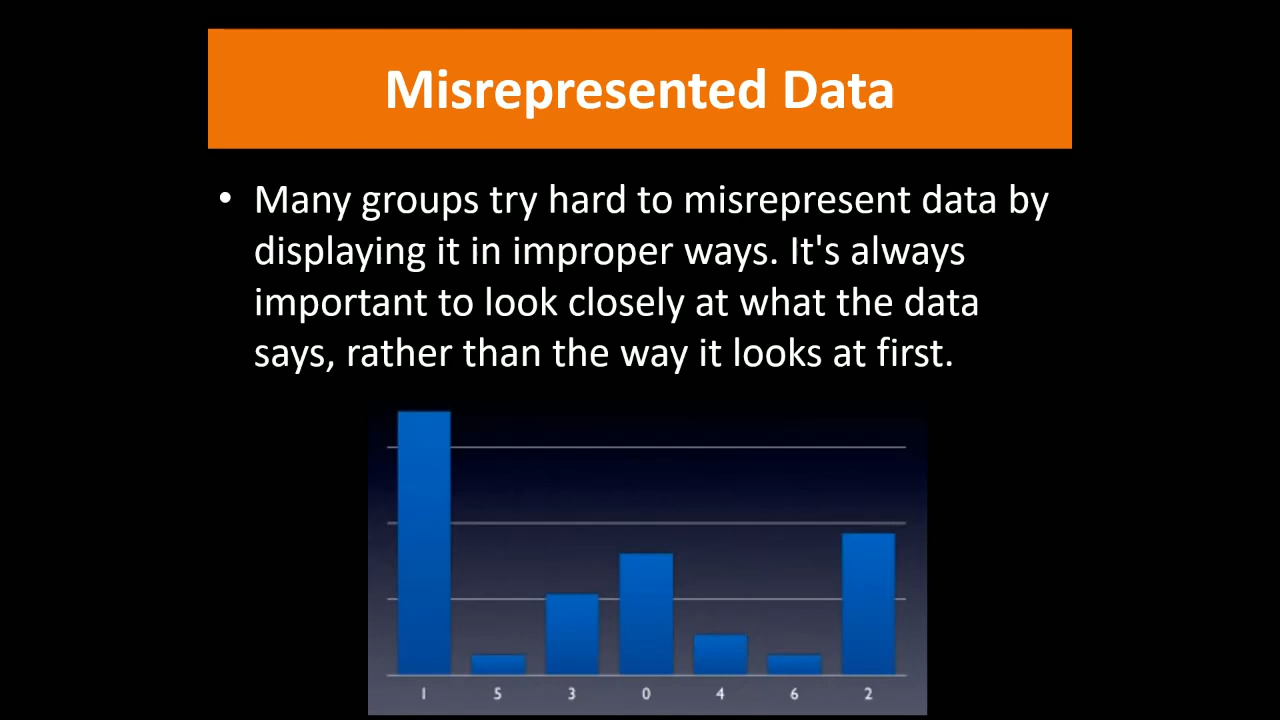 Misrepresented Data
• Many groups try hard to misrepresent data by
displaying it in improper ways. It's always
important to look closely at what the data
says, rather than the way it looks at first.
1 5 3 0 4 6 2